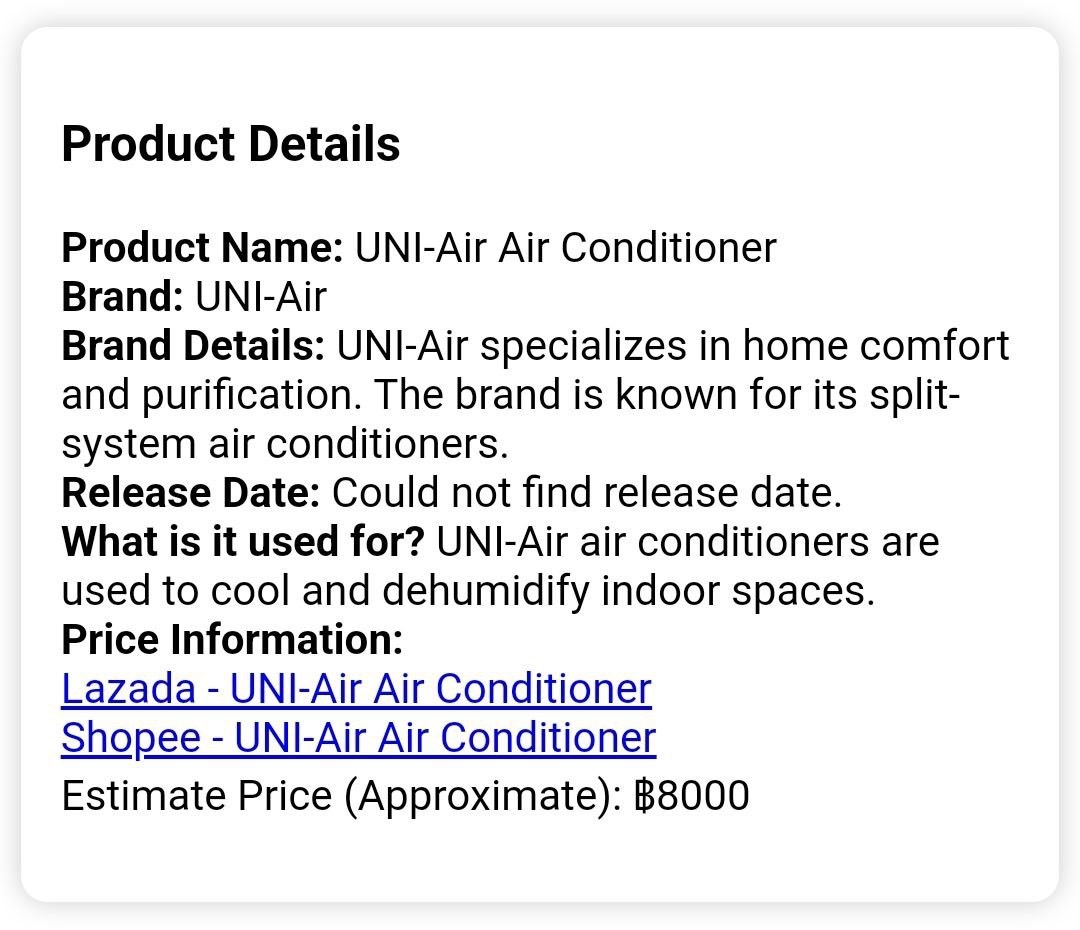 Product Details
Product Name: UNI-Air Air Conditioner
Brand: UNI-Air
Brand Details: UNI-Air specializes in home comfort
and purification. The brand is known for its split-
system air conditioners.
Release Date: Could not find release date.
What is it used for? UNI-Air air conditioners are
used to cool and dehumidify indoor spaces.
Price Information:
Lazada - UNI-Air Air Conditioner
Shopee - UNI-Air Air Conditioner
Estimate Price (Approximate): ฿8000